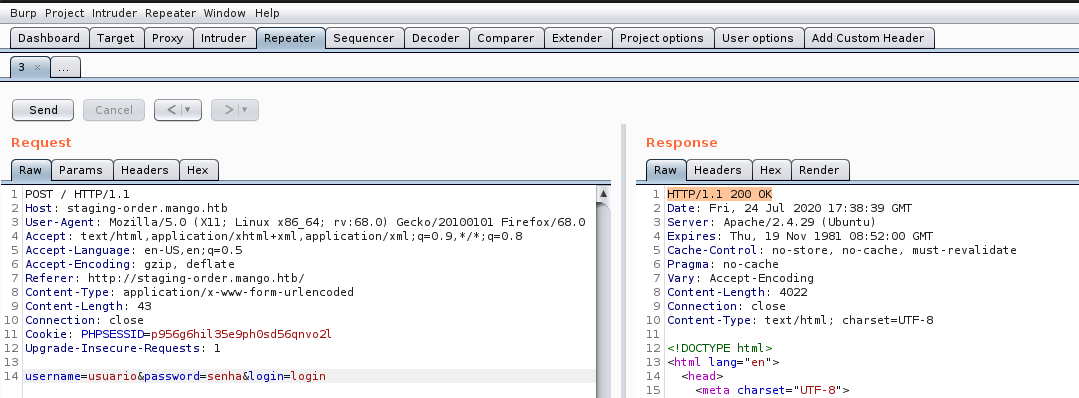 Burp Project Intruder Repeater Window Help
Dashboard Target Proxy Intruder Repeater Sequencer Decoder Comparer Extender Project options User options Add Custom Header
3 × ...
Send Cancel < ▼ > ▼
Request
Raw Params Headers Hex
1 POST / HTTP/1.1
2 Host: staging-order.mango.htb
3 User-Agent: Mozilla/5.0 (X11; Linux x86_64; rv:68.0) Gecko/20100101 Firefox/68.0
4 Accept: text/html,application/xhtml+xml,application/xml;q=0.9,*/*;q=0.8
5 Accept-Language: en-US,en;q=0.5
6 Accept-Encoding: gzip, deflate
7 Referer: http://staging-order.mango.htb/
8 Content-Type: application/x-www-form-urlencoded
9 Content-Length: 43
10 Connection: close
11 Cookie: PHPSESSID=p956g6hil35e9ph0sd56qnvo2l
12 Upgrade-Insecure-Requests: 1
13
14 username=usuario&password=senha&login=login
Response
Raw Headers Hex Render
1 HTTP/1.1 200 OK
2 Date: Fri, 24 Jul 2020 17:38:39 GMT
3 Server: Apache/2.4.29 (Ubuntu)
4 Expires: Thu, 19 Nov 1981 08:52:00 GMT
5 Cache-Control: no-store, no-cache, must-revalidate
6 Pragma: no-cache
7 Vary: Accept-Encoding
8 Content-Length: 4022
9 Connection: close
10 Content-Type: text/html; charset=UTF-8
11
12 <!DOCTYPE html>
13 <html lang="en">
14 <head>
15 <meta charset="UTF-8">